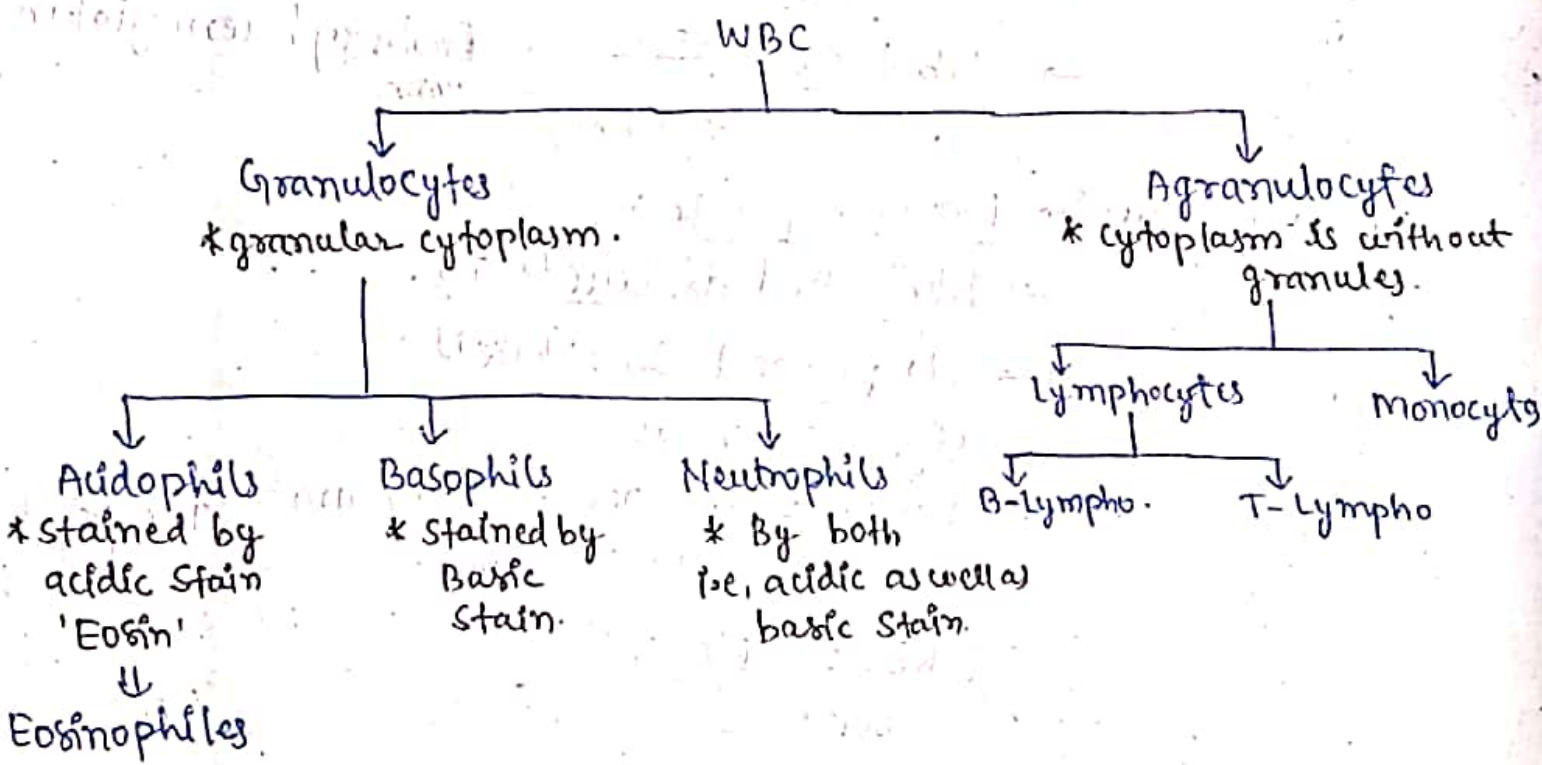 WBC
Granulocytes
* granular cytoplasm.
Agranulocytes
* cytoplasm is without
granules.
Lymphocytes
Monocyts
B-Lympho.
T-Lympho
Acidophils
* stained by
acidic stain
'Eosin'
Eosinophiles.
Basophils
* stained by
Basic
stain.
Neutrophils
* By both
i.e, acidic as well as
basic stain.